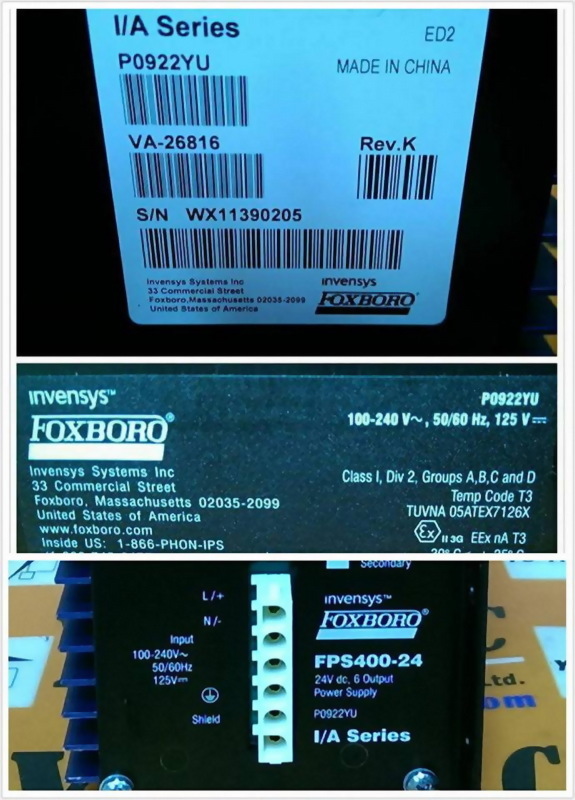 I/A Series
ED2
P0922YU
MADE IN CHINA
VA-26816
Rev.K
S/N WX11390205
Invensys Systems Inc
33 Commercial Street
Foxboro,Massachusetts 02035-2099
United States of America
invensys
FOXBORO
invensys™
FOXBORO®
Invensys Systems Inc
33 Commercial Street
Foxboro, Massachusetts 02035-2099
United States of America
www.foxboro.com
Inside US: 1-866-PHON-IPS
P0922YU
100-240 V~, 50/60 Hz, 125 V⎓
Class I, Div 2, Groups A,B,C and D
Temp Code T3
TUVNA 05ATEX7126X
Ex II 3G EEx nA T3
Secondary
L/+
N/-
Input
100-240V~
50/60Hz
125V⎓
Shield
invensys™
FOXBORO®
FPS400-24
24V dc, 6 Output
Power Supply
P0922YU
I/A Series
Ltd.